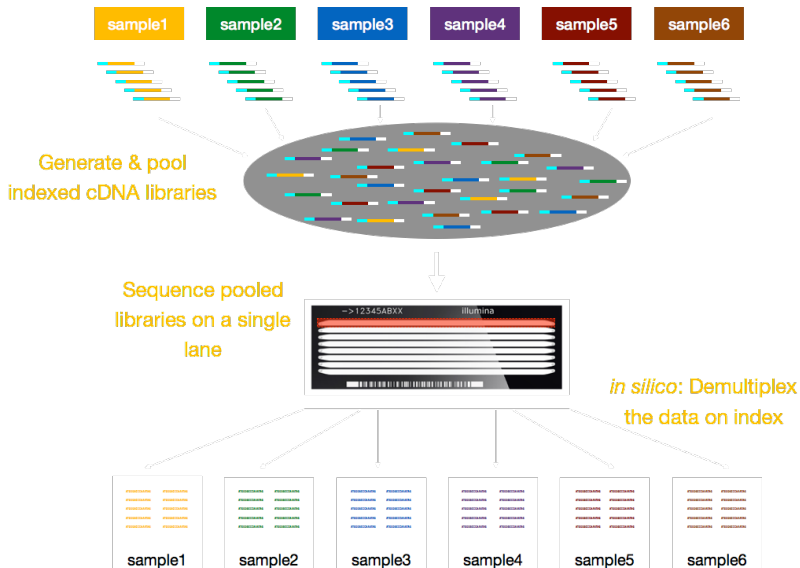 sample1 sample2 sample3 sample4 sample5 sample6
Generate & pool
indexed cDNA libraries
Sequence pooled
libraries on a single
lane
->12345ABXX illumina
in silico: Demultiplex
the data on index
sample1 sample2 sample3 sample4 sample5 sample6